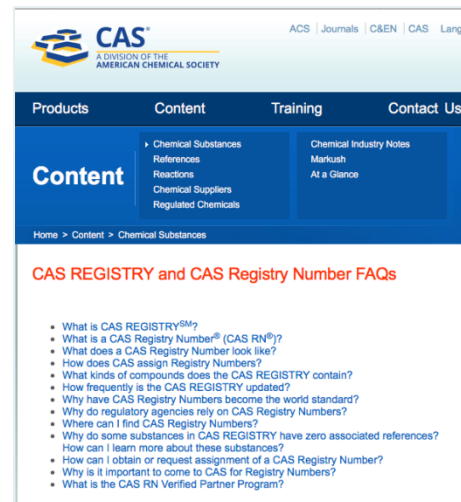 CAS®
A DIVISION OF THE
AMERICAN CHEMICAL SOCIETY
ACS | Journals | C&EN | CAS Lang
Products Content Training Contact Us
Content
Chemical Substances
References
Reactions
Chemical Suppliers
Regulated Chemicals
Chemical Industry Notes
Markush
At a Glance
Home > Content > Chemical Substances
CAS REGISTRY and CAS Registry Number FAQs
• What is CAS REGISTRY℠?
• What is a CAS Registry Number® (CAS RN®)?
• What does a CAS Registry Number look like?
• How does CAS assign Registry Numbers?
• What kinds of compounds does the CAS REGISTRY contain?
• How frequently is the CAS REGISTRY updated?
• Why have CAS Registry Numbers become the world standard?
• Why do regulatory agencies rely on CAS Registry Numbers?
• Where can I find CAS Registry Numbers?
• Why do some substances in CAS REGISTRY have zero associated references?
How can I learn more about these substances?
• How can I obtain or request assignment of a CAS Registry Number?
• Why is it important to come to CAS for Registry Numbers?
• What is the CAS RN Verified Partner Program?